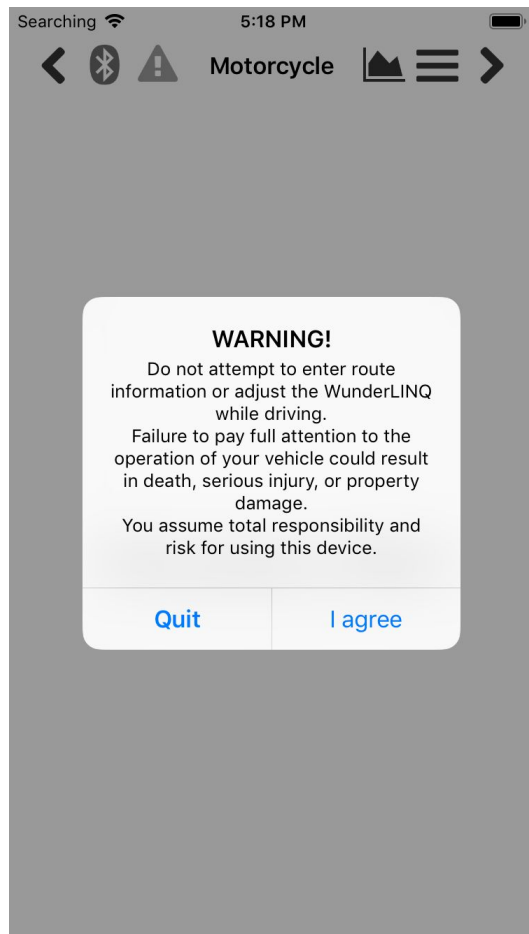 Searching 5:18 PM
Motorcycle
WARNING!
Do not attempt to enter route
information or adjust the WunderLINQ
while driving.
Failure to pay full attention to the
operation of your vehicle could result
in death, serious injury, or property
damage.
You assume total responsibility and
risk for using this device.
Quit I agree